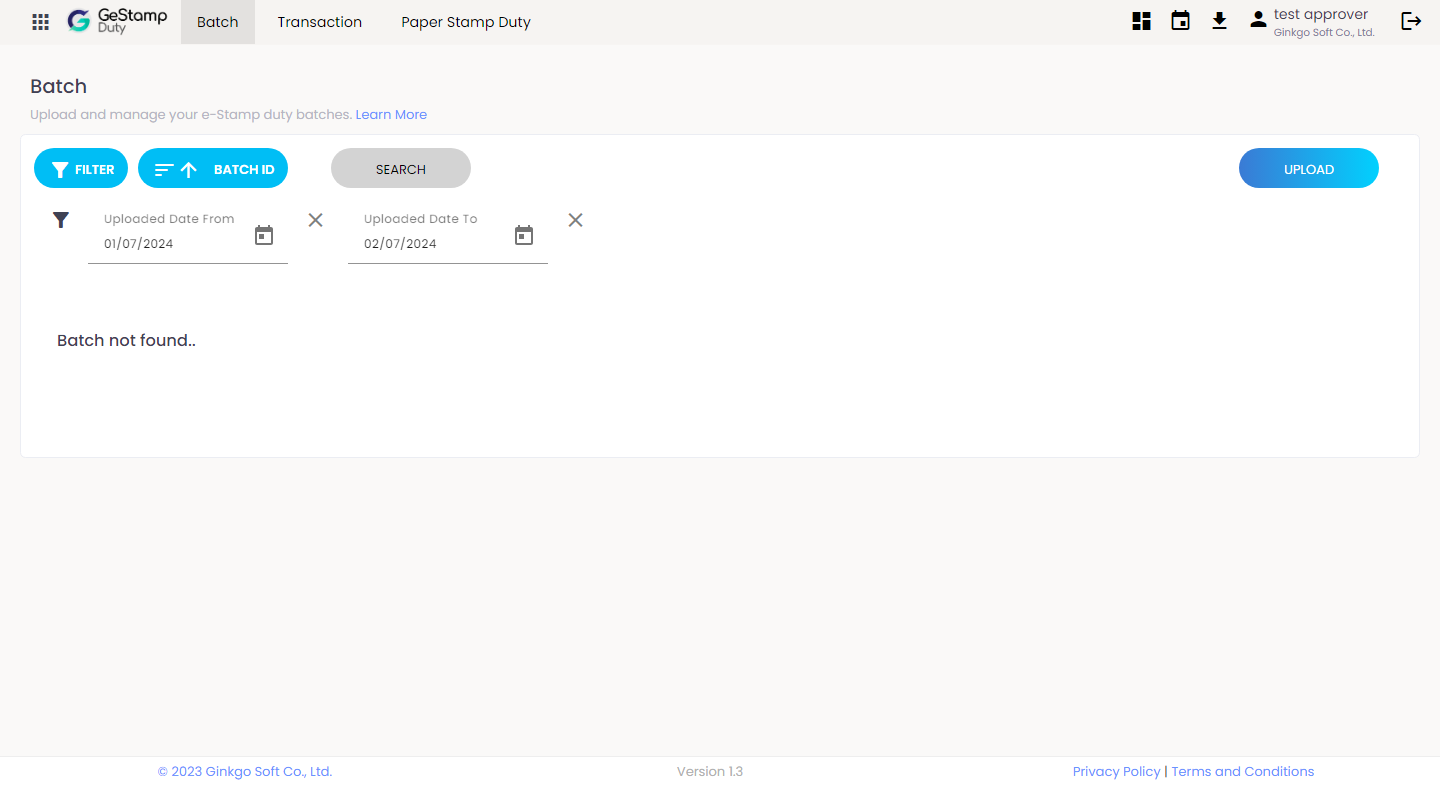 GeStamp
Duty
Batch
Transaction
Paper Stamp Duty
test approver
Ginkgo Soft Co., Ltd.
Batch
Upload and manage your e-Stamp duty batches. Learn More
FILTER
BATCH ID
SEARCH
UPLOAD
Uploaded Date From
01/07/2024
Uploaded Date To
02/07/2024
Batch not found..
© 2023 Ginkgo Soft Co., Ltd.
Version 1.3
Privacy Policy | Terms and Conditions